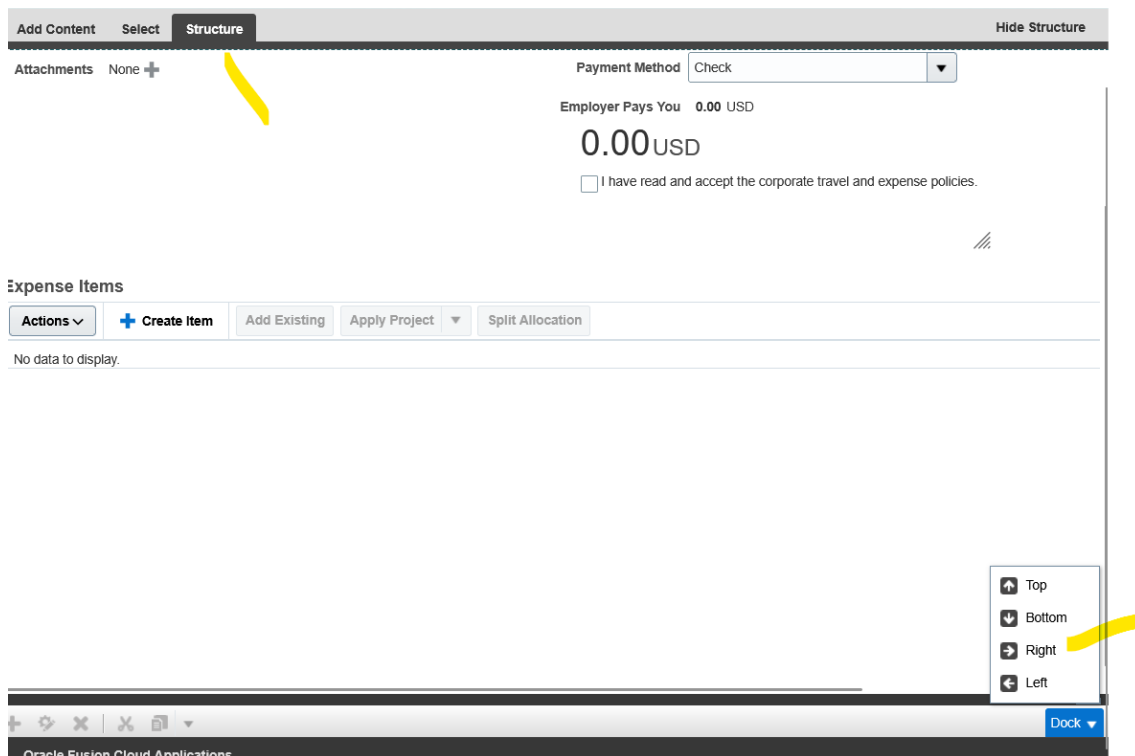 Add Content Select Structure Hide Structure
Attachments None
Payment Method Check
Employer Pays You 0.00 USD
0.00 USD
I have read and accept the corporate travel and expense policies.
Expense Items
Actions Create Item Add Existing Apply Project Split Allocation
No data to display.
Top
Bottom
Right
Left
Dock
Oracle Fusion Cloud Applications